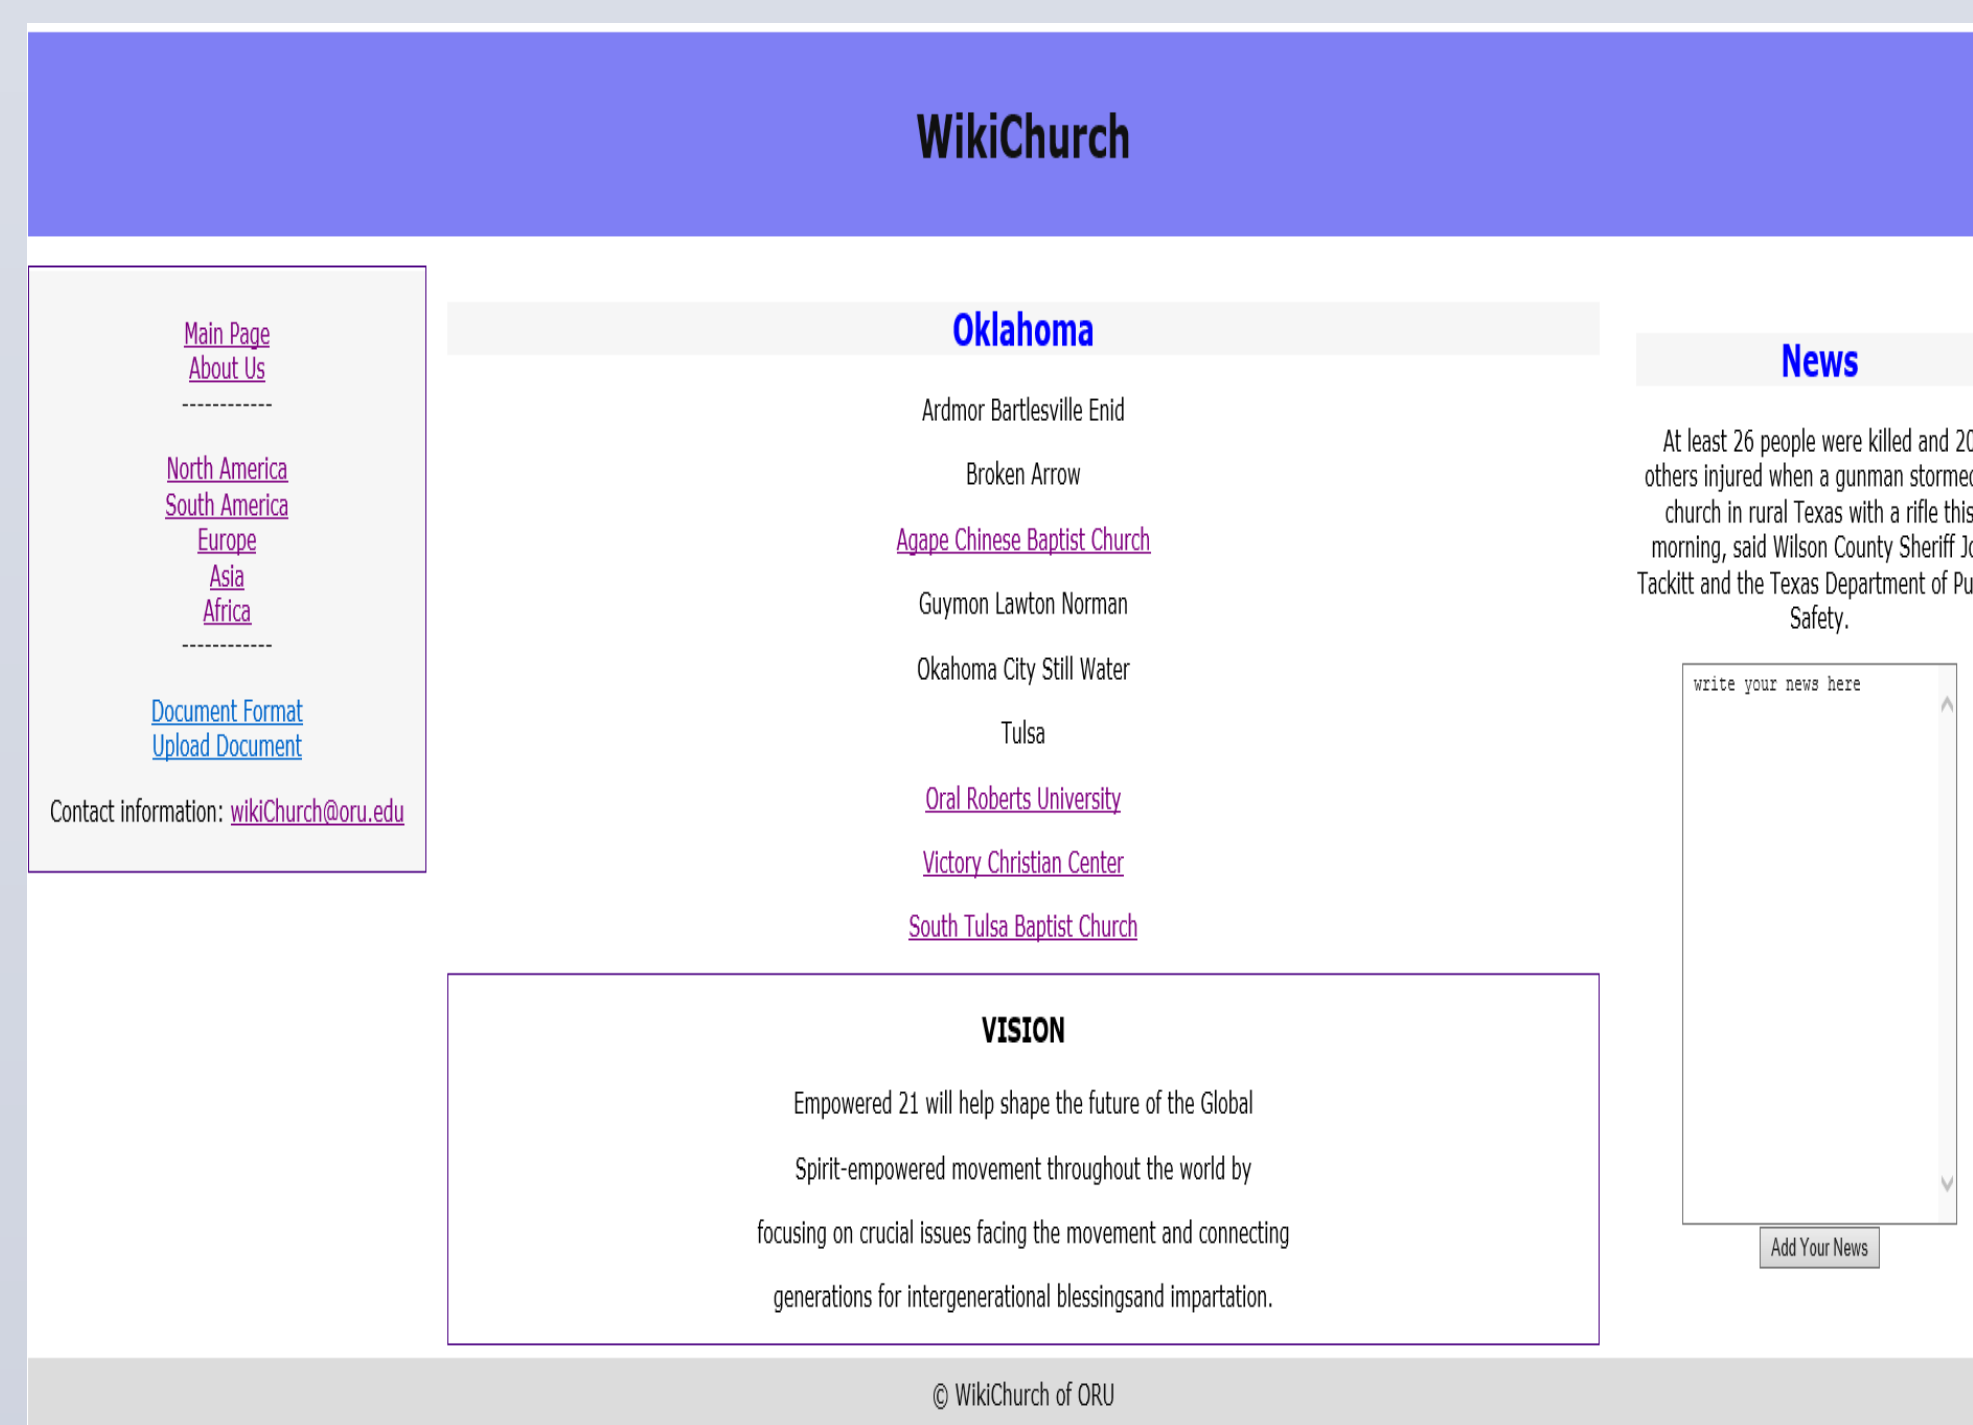 WikiChurch
Main Page
About Us
------------
North America
South America
Europe
Asia
Africa
------------
Document Format
Upload Document
Contact information: wikiChurch@oru.edu
Oklahoma
Ardmor Bartlesville Enid
Broken Arrow
Agape Chinese Baptist Church
Guymon Lawton Norman
Okahoma City Still Water
Tulsa
Oral Roberts University
Victory Christian Center
South Tulsa Baptist Church
VISION
Empowered 21 will help shape the future of the Global
Spirit-empowered movement throughout the world by
focusing on crucial issues facing the movement and connecting
generations for intergenerational blessingsand impartation.
News
At least 26 people were killed and 20
others injured when a gunman stormed
church in rural Texas with a rifle this
morning, said Wilson County Sheriff
Tackitt and the Texas Department of
Safety.
write your news here
Add Your News
© WikiChurch of ORU